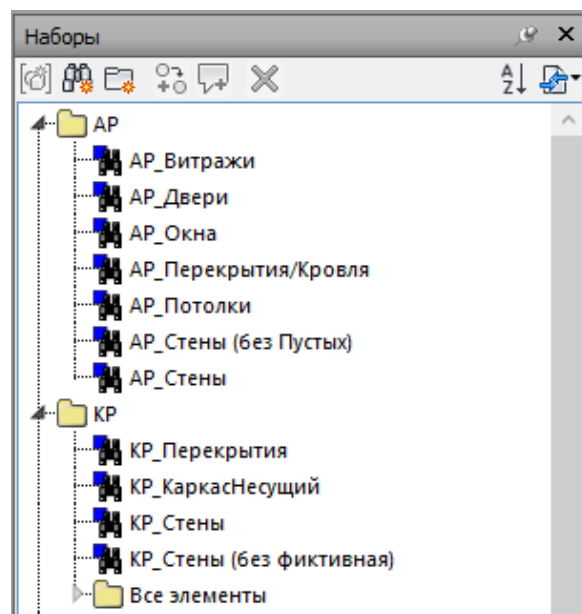 Наборы
A
Z
АР
АР_Витражи
АР_Двери
АР_Окна
АР_Перекрытия/Кровля
АР_Потолки
АР_Стены (без Пустых)
АР_Стены
КР
КР_Перекрытия
КР_КаркасНесущий
КР_Стены
КР_Стены (без фиктивная)
Все элементы